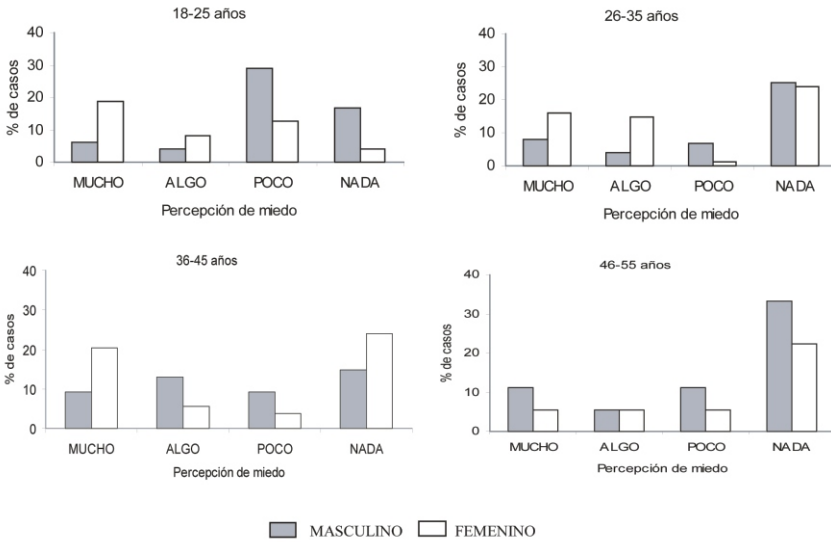 18-25 años
40
30
20
10
0
% de casos
MUCHO ALGO POCO NADA
Percepción de miedo
26-35 años
40
30
20
10
0
% de casos
MUCHO ALGO POCO NADA
Percepción de miedo
36-45 años
40
30
20
10
0
% de casos
MUCHO ALGO POCO NADA
Percepción de miedo
46-55 años
40
30
20
10
0
% de casos
MUCHO ALGO POCO NADA
Percepción de miedo
MASCULINO FEMENINO